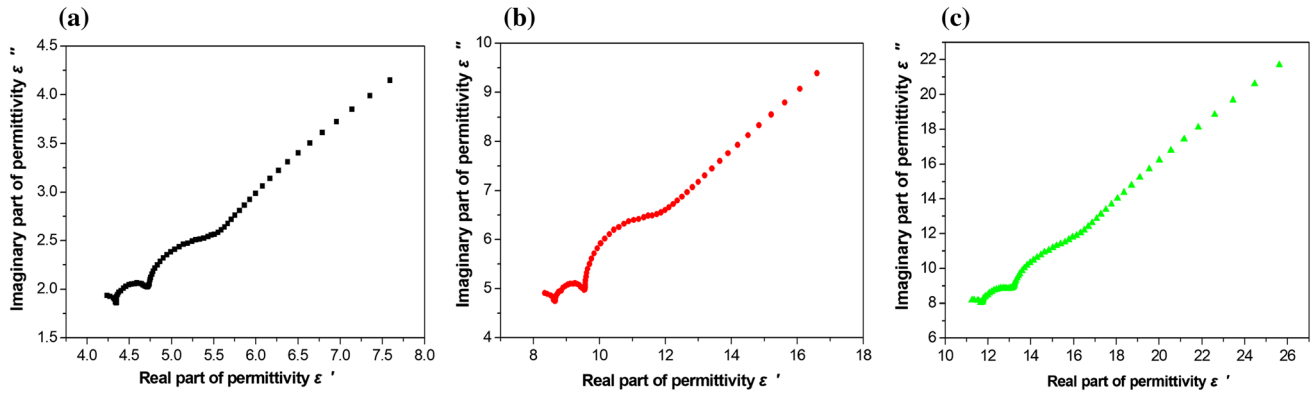 (a)
4.5
4.0
3.5
3.0
2.5
2.0
1.5
Imaginary part of permittivity ε ″
4.0 4.5 5.0 5.5 6.0 6.5 7.0 7.5 8.0
Real part of permittivity ε ′
(b)
10
9
8
7
6
5
4
Imaginary part of permittivity ε ″
8 10 12 14 16 18
Real part of permittivity ε ′
(c)
22
20
18
16
14
12
10
8
6
Imaginary part of permittivity ε ″
10 12 14 16 18 20 22 24 26
Real part of permittivity ε ′